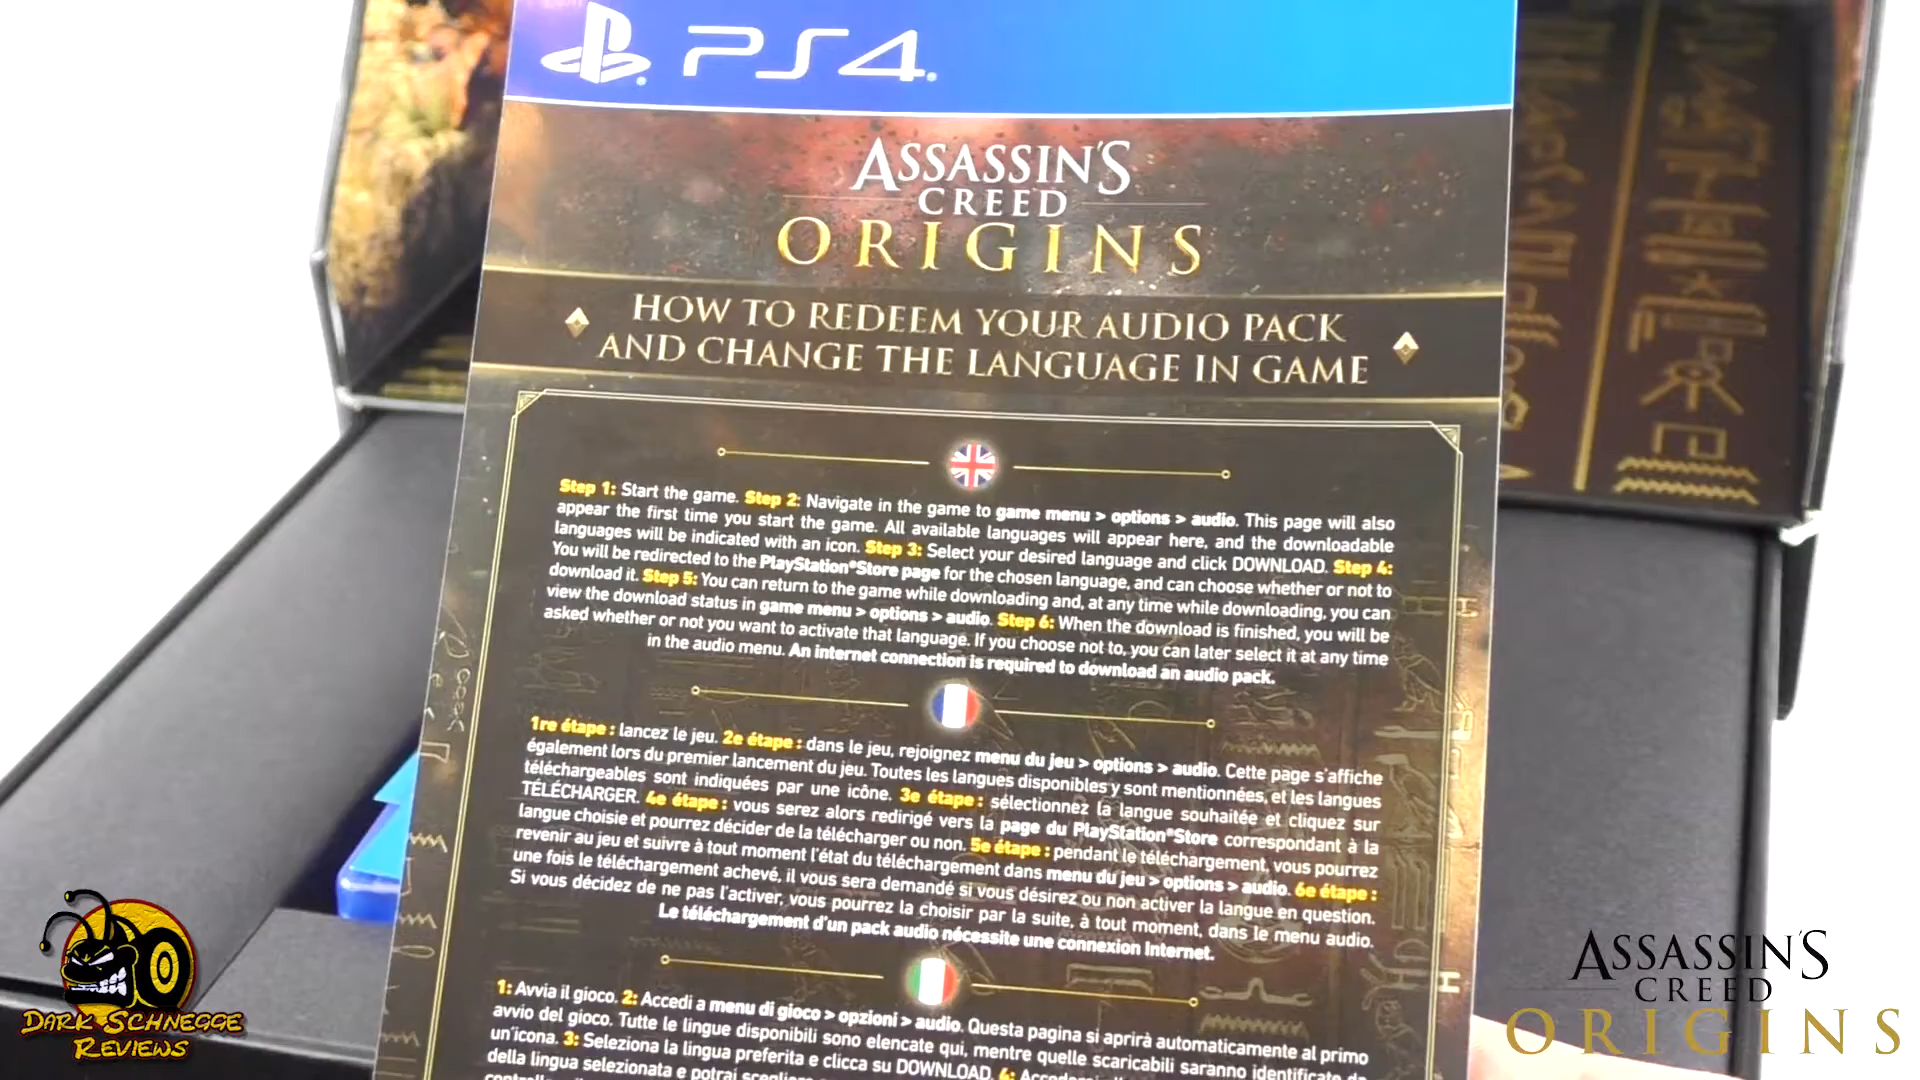 PS4
ASSASSIN'S
CREED
ORIGINS
HOW TO REDEEM YOUR AUDIO PACK
AND CHANGE THE LANGUAGE IN GAME
Step 1: Start the game. Step 2: Navigate in the game to game menu > options > audio. This page will also
appear the first time you start the game. All available languages will appear here, and the downloadable
languages will be indicated with an icon. Step 3: Select your desired language and click DOWNLOAD. Step 4:
You will be redirected to the PlayStation®Store page for the chosen language, and can choose whether or not to
download it. Step 5: You can return to the game while downloading and, at any time while downloading, you can
view the download status in game menu > options > audio. Step 6: When the download is finished, you will be
asked whether or not you want to activate that language. If you choose not to, you can later select it at any time
in the audio menu. An internet connection is required to download an audio pack.
1re étape : lancez le jeu. 2e étape : dans le jeu, rejoignez menu du jeu > options > audio. Cette page s'affiche
également lors du premier lancement du jeu. Toutes les langues disponibles y sont mentionnées, et les langues
téléchargeables sont indiquées par une icône. 3e étape : sélectionnez la langue souhaitée et cliquez sur
TÉLÉCHARGER. 4e étape : vous serez alors redirigé vers la page du PlayStation®Store correspondant à la
langue choisie et pourrez décider de la télécharger ou non. 5e étape : pendant le téléchargement, vous pourrez
revenir au jeu et suivre à tout moment l'état du téléchargement dans menu du jeu > options > audio. 6e étape :
une fois le téléchargement achevé, il vous sera demandé si vous désirez ou non activer la langue en question.
Si vous décidez de ne pas l'activer, vous pourrez la choisir par la suite, à tout moment, dans le menu audio.
Le téléchargement d'un pack audio nécessite une connexion Internet.
1: Avvia il gioco. 2: Accedi a menu di gioco > opzioni > audio. Questa pagina si aprirà automaticamente al primo
avvio del gioco. Tutte le lingue disponibili sono elencate qui, mentre quelle scaricabili saranno identificate da
un'icona. 3: Seleziona la lingua preferita e clicca su DOWNLOAD. 4:
della lingua selezionata e potrai
DARK SCHNEGGE
REVIEWS
ASSASSIN'S
CREED
ORIGINS